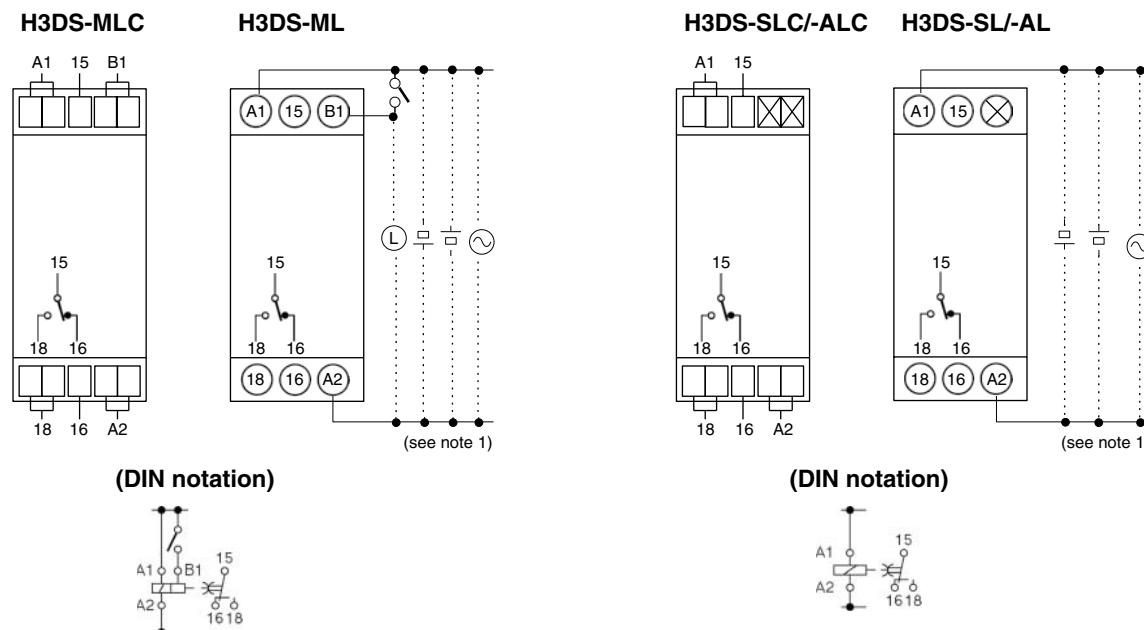 H3DS-MLC H3DS-ML H3DS-SLC/-ALC H3DS-SL/-AL
A1 15 B1 A1 15
A1 15 B1 A1 15
L
15 15 15 15
18 16 18 16 18 16 18 16
18 16 A2 18 16 A2
18 16 A2 18 16 A2
(see note 1) (see note 1
(DIN notation) (DIN notation)
15 15
A1 B1 A1
A2 A2
16 18 16 18